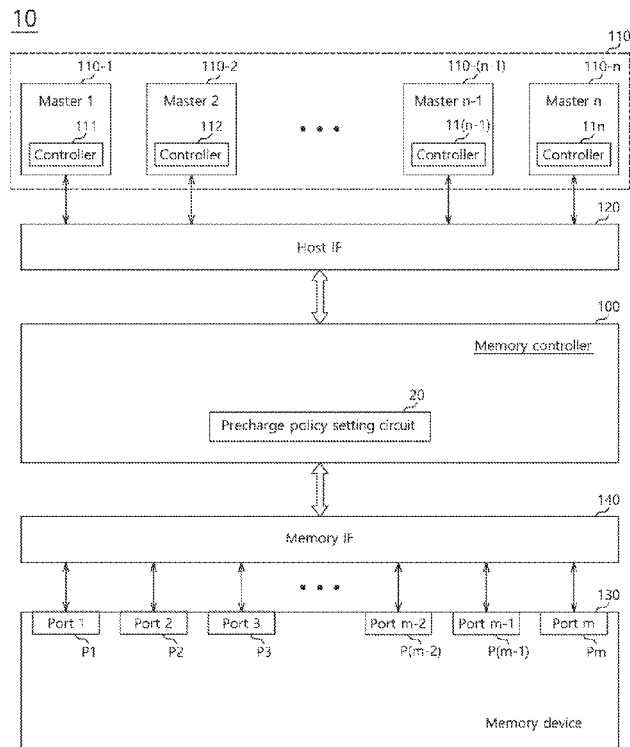 10
110
110-1 110-2 110-(n-1) 110-n
Master 1 Master 2 Master n-1 Master n
111 112 11(n-1) 11n
Controller Controller Controller Controller
120
Host IF
100
Memory controller
20
Precharge policy setting circuit
140
Memory IF
130
Port 1 Port 2 Port 3 Port m-2 Port m-1 Port m
P1 P2 P3 P(m-2) P(m-1) Pm
Memory device